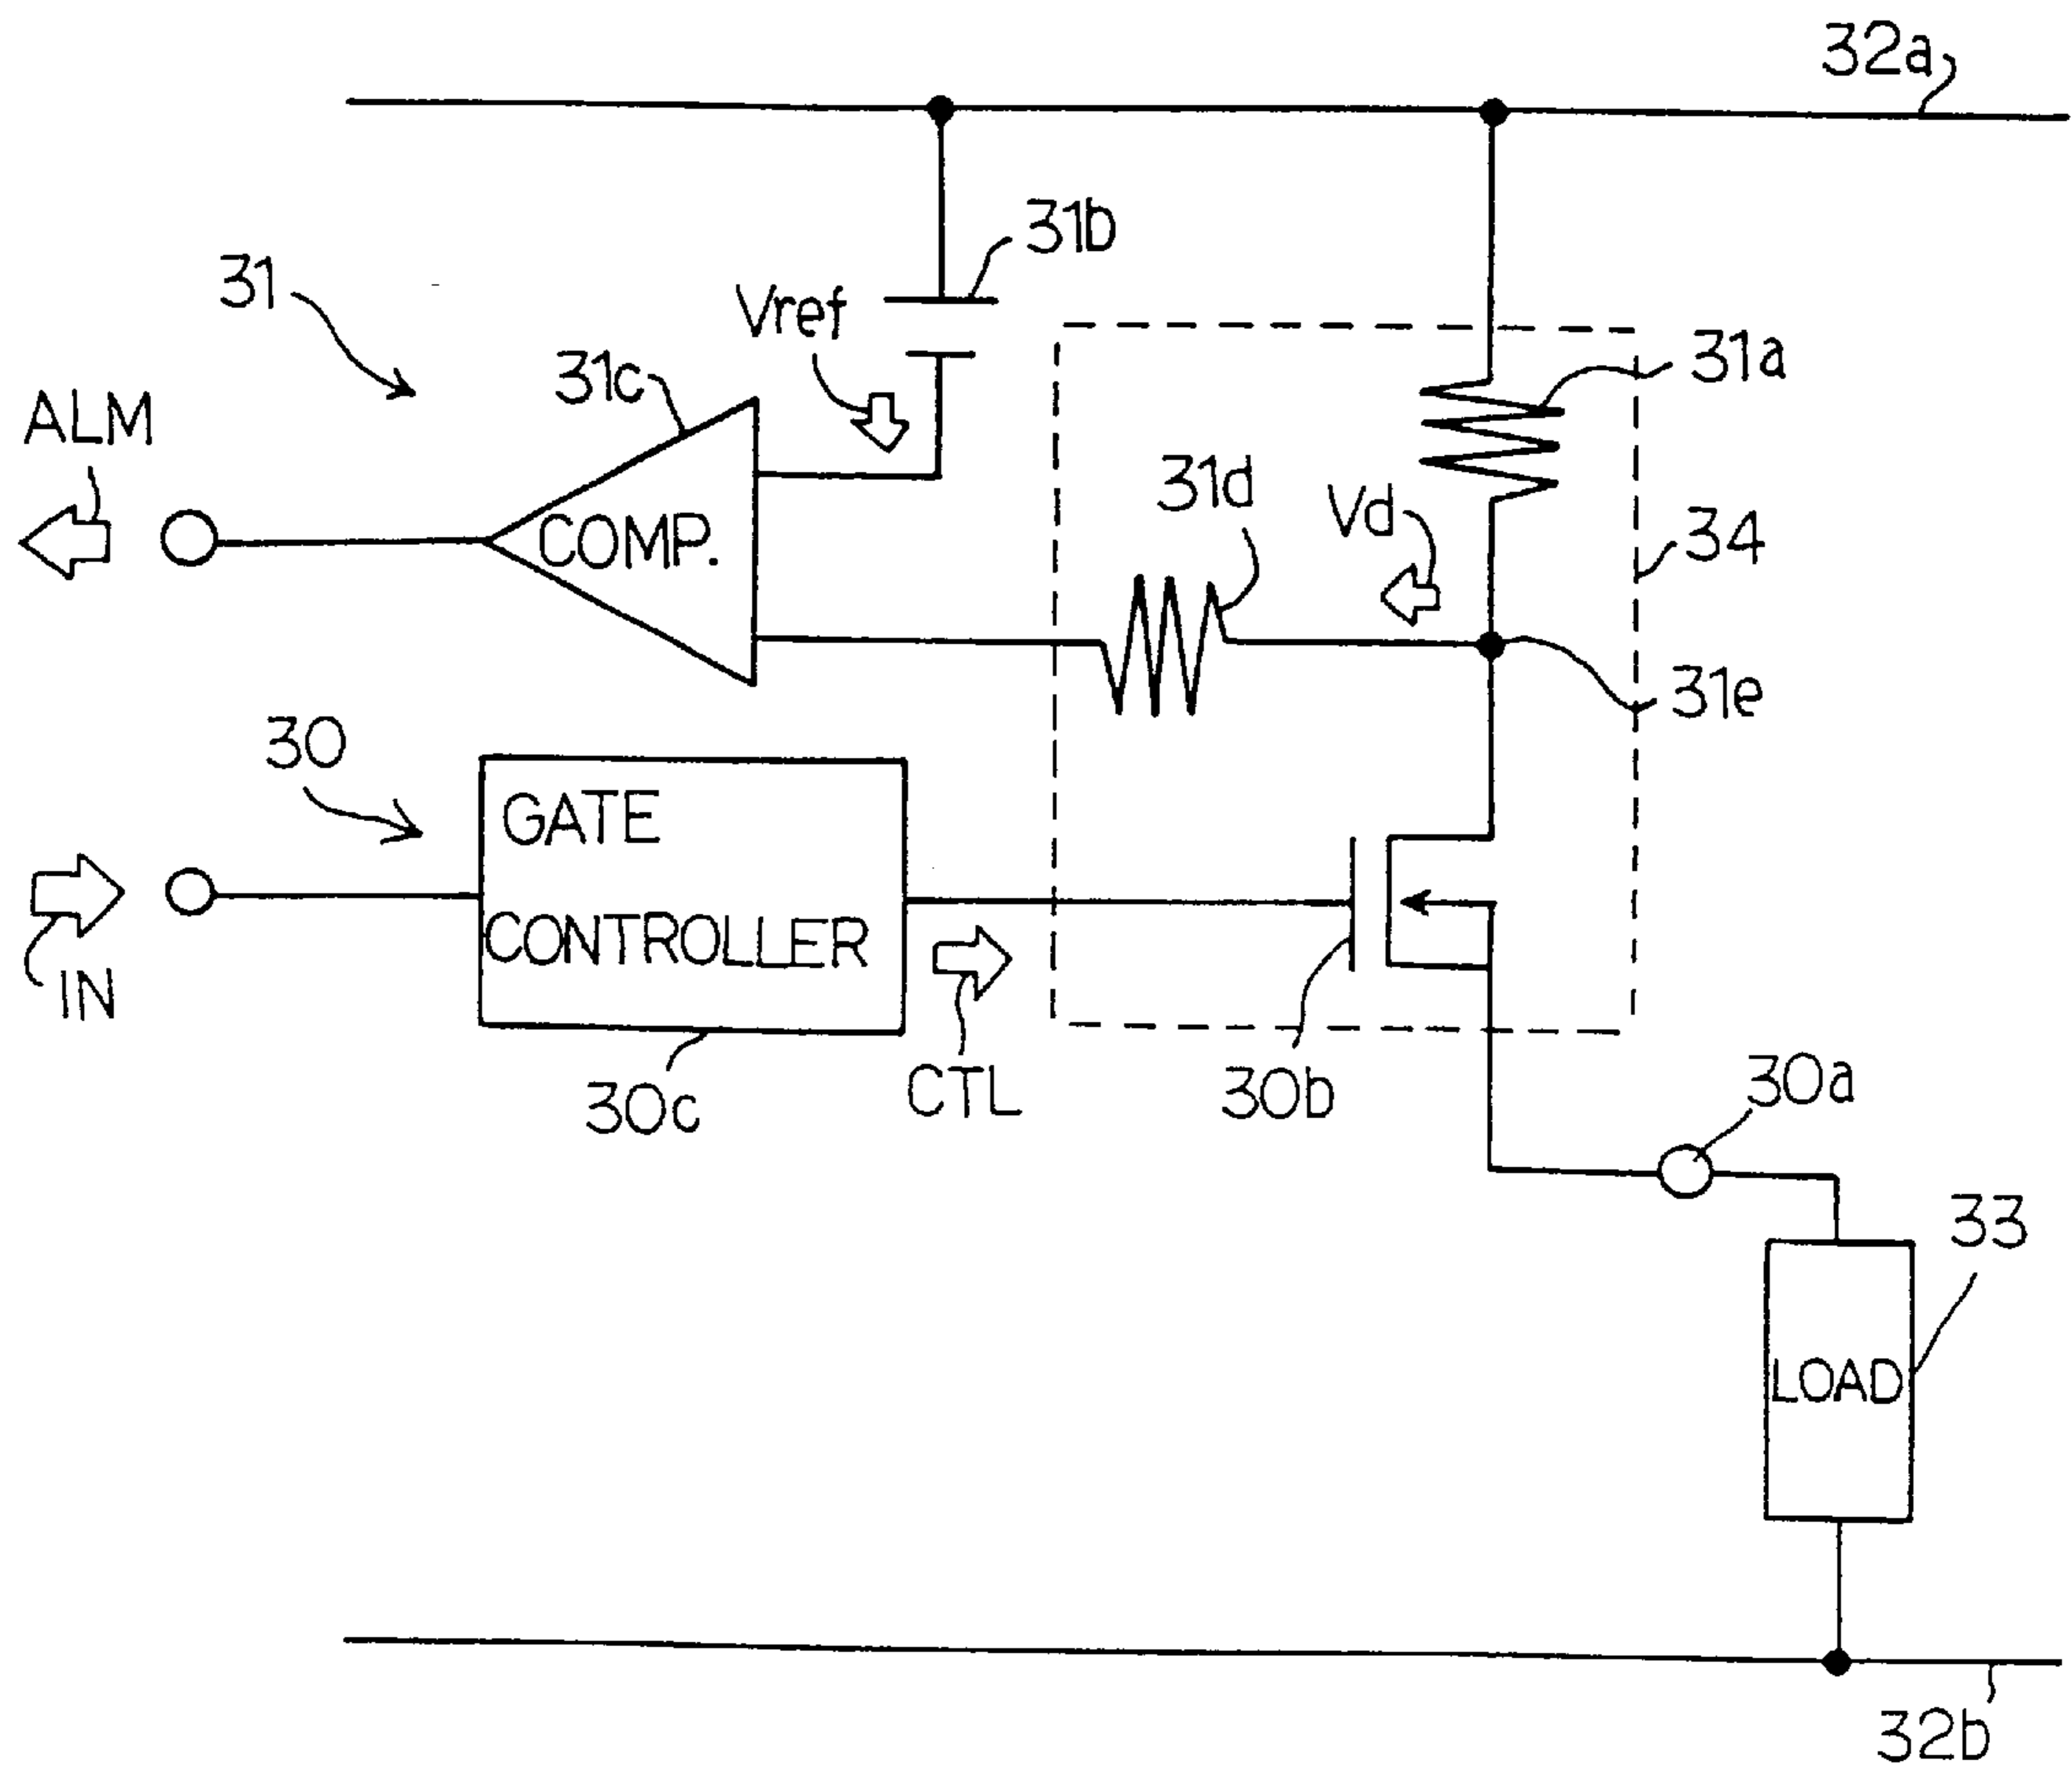 32a
31b
31
Vref
31c
31a
ALM
31d
Vd
34
COMP.
31e
30
GATE
CONTROLLER
IN
CTL
30c
30b
30a
33
LOAD
32b